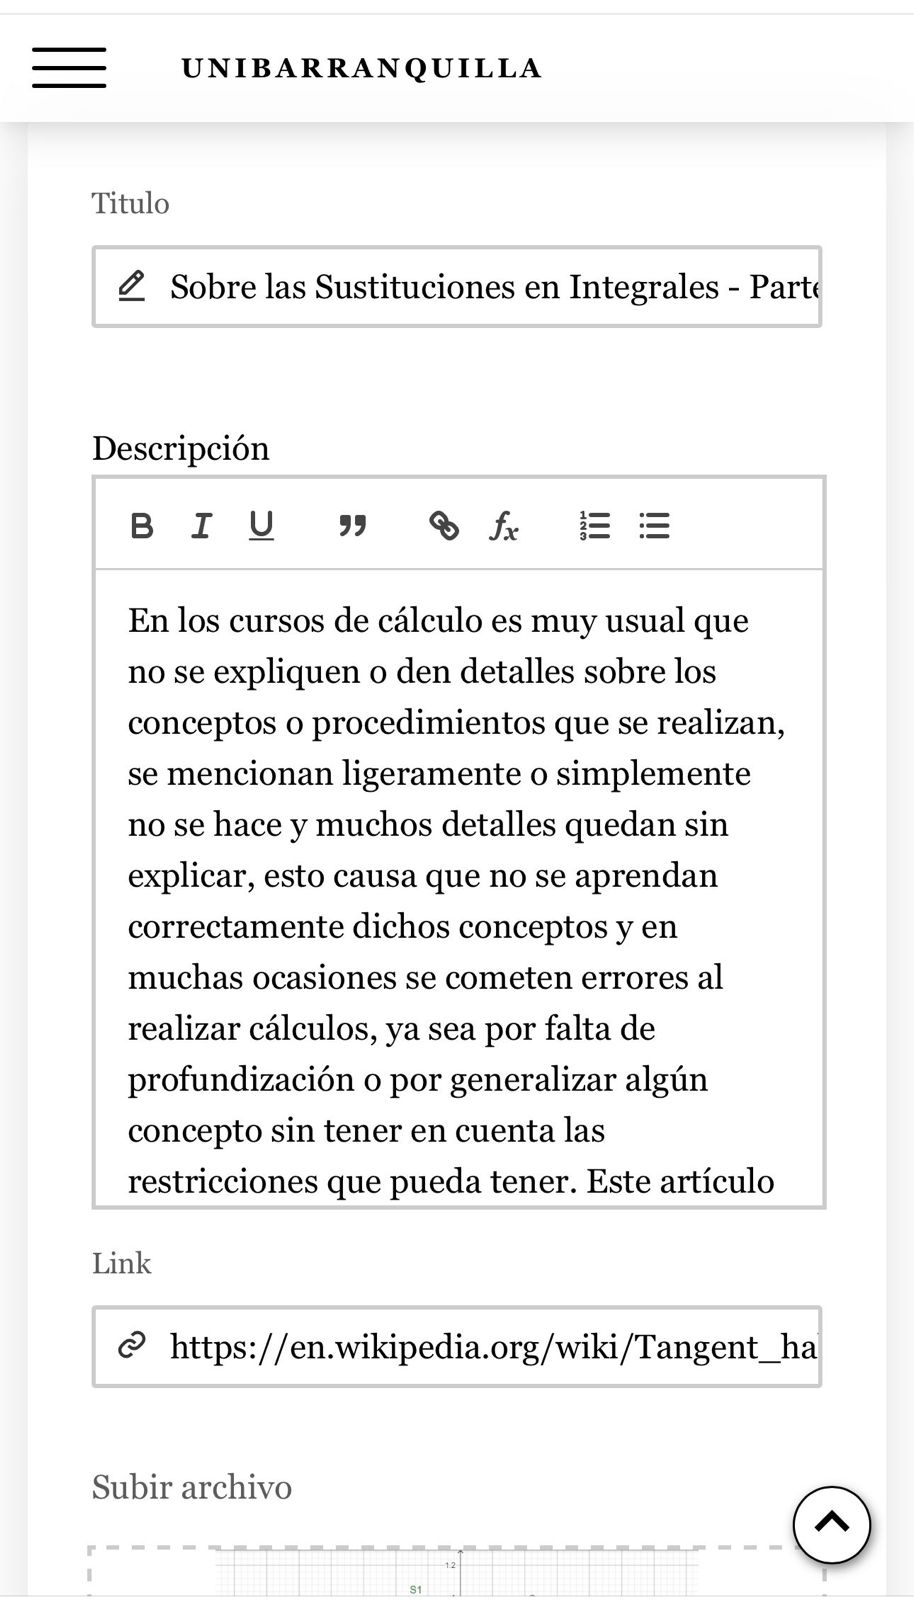 UNIBARRANQUILLA
Titulo
Sobre las Sustituciones en Integrales - Parte
Descripción
B I U ” fx
En los cursos de cálculo es muy usual que
no se expliquen o den detalles sobre los
conceptos o procedimientos que se realizan,
se mencionan ligeramente o simplemente
no se hace y muchos detalles quedan sin
explicar, esto causa que no se aprendan
correctamente dichos conceptos y en
muchas ocasiones se cometen errores al
realizar cálculos, ya sea por falta de
profundización o por generalizar algún
concepto sin tener en cuenta las
restricciones que pueda tener. Este artículo
Link
https://en.wikipedia.org/wiki/Tangent_ha
Subir archivo
1.2
S1